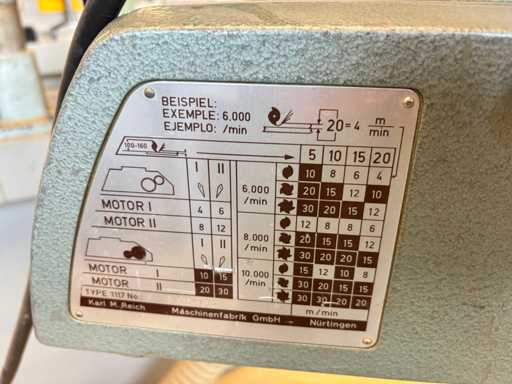 BEISPIEL:
EXEMPLE: 6.000
EJEMPLO: /min
20=4 m/min
100-160 I II 5 10 15 20
10 8 6 4
6.000 /min 20 15 12 10
MOTOR I 4 6 30 20 15 12
MOTOR II 8 12 12 10 8 8
I II 8.000 /min 20 15 15 12
30 20 20 15
MOTOR I 10 15 10.000 /min 15 12 10 8
MOTOR II 20 30 20 20 15 15
TYPE 1117 No. 30 30 20 20
Karl M. Reich Maschinenfabrik GmbH - Nürtingen m/min